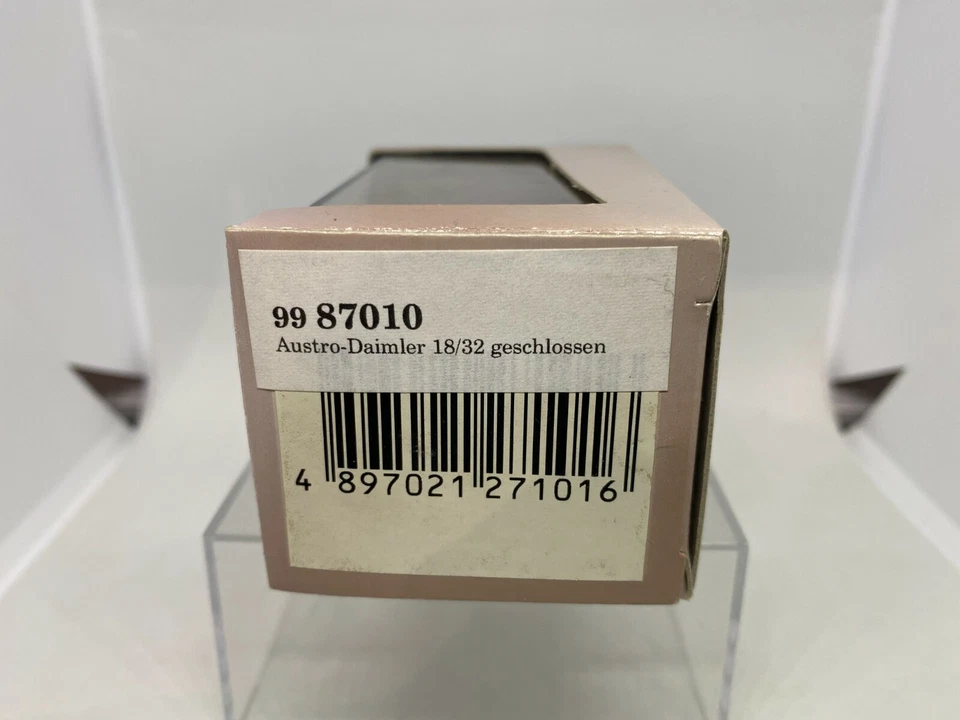 99 87010
Austro-Daimler 18/32 geschlossen
4 897021 271016